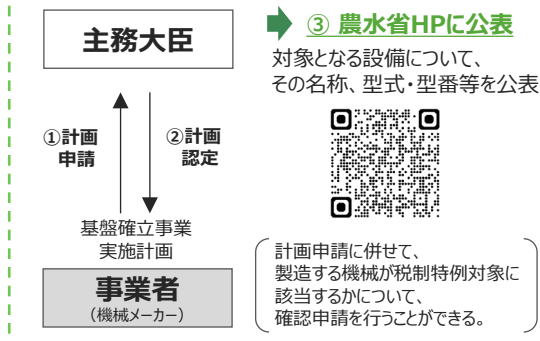 主務大臣
①計画
申請
②計画
認定
基盤確立事業
実施計画
事業者
（機械メーカー）
③ 農水省HPに公表
対象となる設備について、
その名称、型式・型番等を公表
計画申請に併せて、
製造する機械が税制特例対象に
該当するかについて、
確認申請を行うことができる。